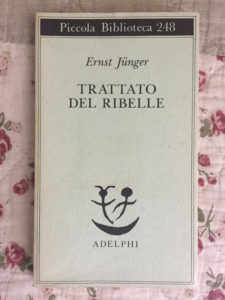 Piccola Biblioteca 248
Ernst Jünger
TRATTATO
DEL RIBELLE
ADELPHI